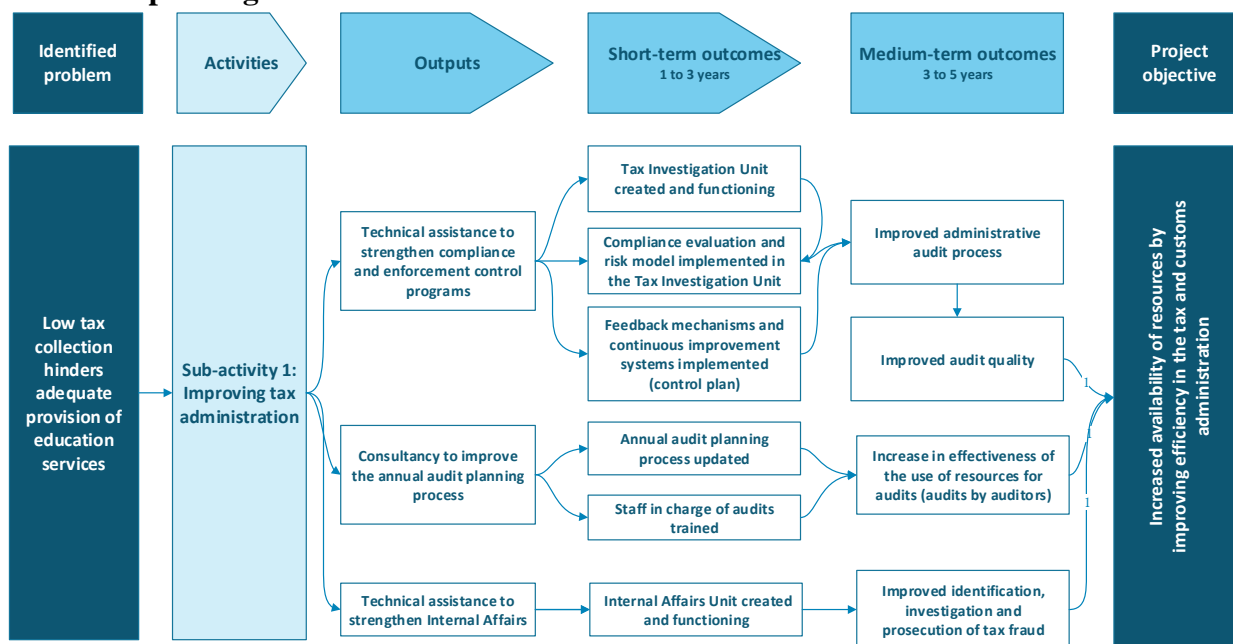 Identified
problem
Activities
Outputs
Short-term outcomes
1 to 3 years
Medium-term outcomes
3 to 5 years
Project
objective
Low tax
collection
hinders
adequate
provision of
education
services
Sub-activity 1:
Improving tax
administration
Technical assistance to
strengthen compliance
and enforcement control
programs
Consultancy to improve
the annual audit planning
process
Technical assistance to
strengthen Internal Affairs
Tax Investigation Unit
created and functioning
Compliance evaluation and
risk model implemented in
the Tax Investigation Unit
Feedback mechanisms and
continuous improvement
systems implemented
(control plan)
Annual audit planning
process updated
Staff in charge of audits
trained
Internal Affairs Unit created
and functioning
Improved administrative
audit process
Improved audit quality
Increase in effectiveness of
the use of resources for
audits (audits by auditors)
Improved identification,
investigation and
prosecution of tax fraud
1
1
1
Increased availability of resources by
improving efficiency in the tax and customs
administration